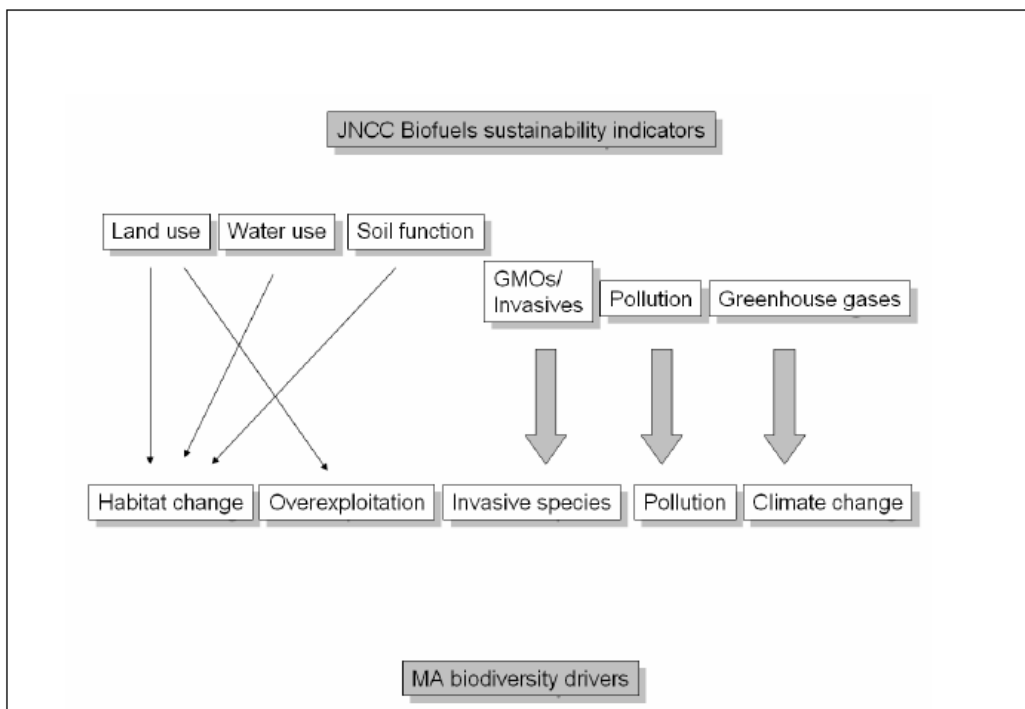 JNCC Biofuels sustainability indicators
Land use
Water use
Soil function
GMOs/
Invasives
Pollution
Greenhouse gases
Habitat change
Overexploitation
Invasive species
Pollution
Climate change
MA biodiversity drivers